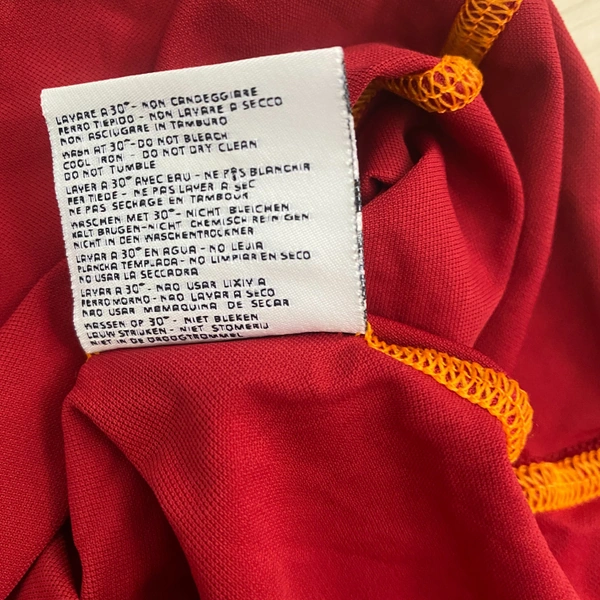 LAVARE A 30° - NON CANDEGGIARE
FERRO TIEPIDO - NON LAVARE A SECCO
NON ASCIUGARE IN TAMBURO
WASH AT 30° - DO NOT BLEACH
COOL IRON - DO NOT DRY CLEAN
DO NOT TUMBLE
LAVER A 30° AVEC EAU - NE PAS BLANCHIR
FER TIEDE - NE PAS LAVER A SEC
NE PAS SECHAGE EN TAMBOUR
WASCHEN MET 30° - NICHT BLEICHEN
KALT BRUGEN - NICHT CHEMISCH REINIGEN
NICHT IN DEN WASCHENTROCKNER
LAVAR A 30° EN AGUA - NO LEJIA
PLANCHA TEMPLADA - NO LIMPIAR EN SECO
NO USAR LA SECCADRA
LAVAR A 30° - NAO USAR LIXIVA
FERRO MORNO - NAO LAVAR A SECO
NAO USAR MAMAQUINA DE SECAR
WASSEN OP 30° - NIET BLEKEN
LAUW STRIJKEN - NIET STOMERIJ
NIET IN DE DROOGTROMMEL